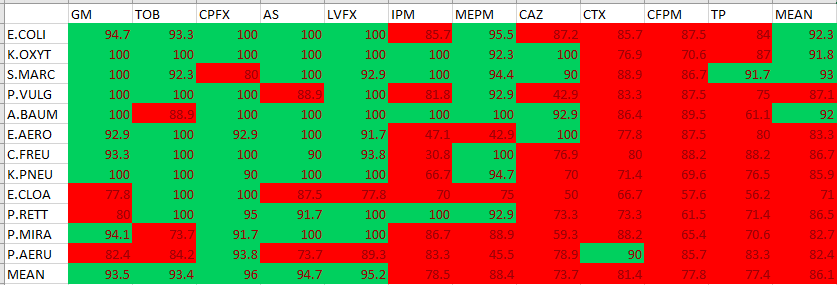 GM TOB CPFX AS LVFX IPM MEPM CAZ CTX CFPM TP MEAN
E.COLI 94.7 93.3 100 100 100 85.7 95.5 87.2 85.7 87.5 84 92.3
K.OXYT 100 100 100 100 100 100 92.3 100 76.9 70.6 87 91.8
S.MARC 100 92.3 80 100 92.9 100 94.4 90 88.9 86.7 91.7 93
P.VULG 100 100 100 88.9 100 81.8 92.9 42.9 83.3 87.5 75 87.1
A.BAUM 100 88.9 100 100 100 100 100 92.9 86.4 89.5 61.1 92
E.AERO 92.9 100 92.9 100 91.7 47.1 42.9 100 77.8 87.5 80 83.3
C.FREU 93.3 100 100 90 93.8 30.8 100 76.9 80 88.2 88.2 86.7
K.PNEU 100 100 100 90 100 66.7 94.7 70 71.4 69.6 76.5 85.9
E.CLOA 77.8 100 100 87.5 77.8 70 75 50 66.7 57.6 56.2 71
P.RETT 80 100 95 91.7 100 100 92.9 73.3 73.3 61.5 71.4 86.5
P.MIRA 94.1 73.7 91.7 100 100 86.7 88.9 59.3 88.2 65.4 70.6 82.7
P.AERU 82.4 84.2 93.8 73.7 89.3 83.3 45.5 78.9 90 85.7 83.3 82.4
MEAN 93.5 93.4 96 94.7 95.2 78.5 88.4 73.7 81.4 77.8 77.4 86.1